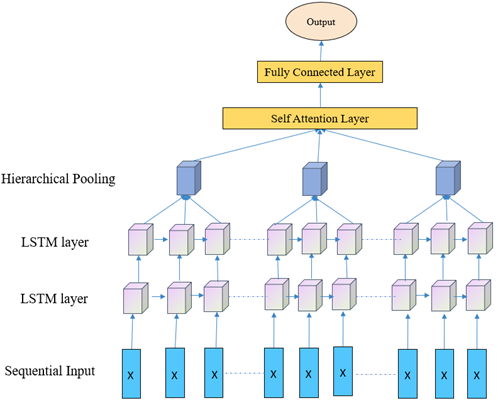 Output
Fully Connected Layer
Self Attention Layer
Hierarchical Pooling
LSTM layer
LSTM layer
Sequential Input
X X X X X X X X X